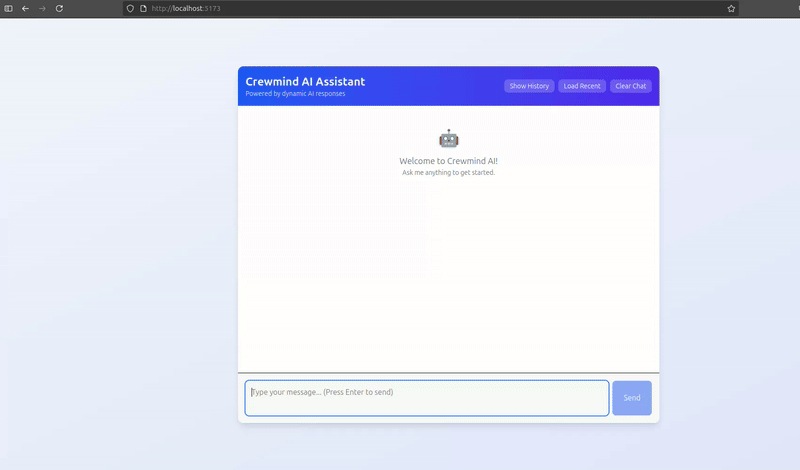 http://localhost:5173
Crewmind AI Assistant
Powered by dynamic AI responses
Show History
Load Recent
Clear Chat
Welcome to Crewmind AI!
Ask me anything to get started.
Type your message... (Press Enter to send)
Send